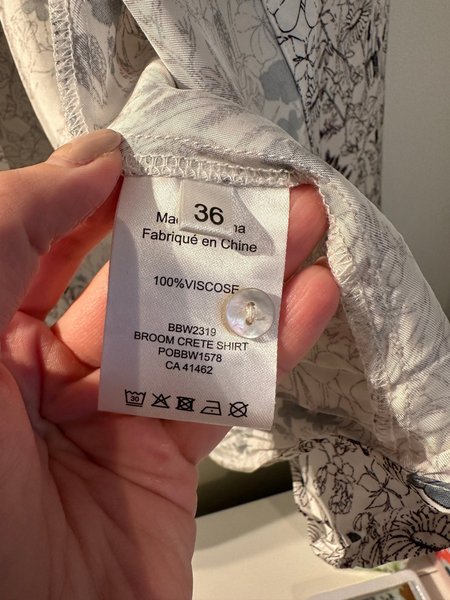 36
Fabriqué en Chine
100%VISCOSE
BBW2319
BROOM CRETE SHIRT
POBBW1578
CA 41462
30